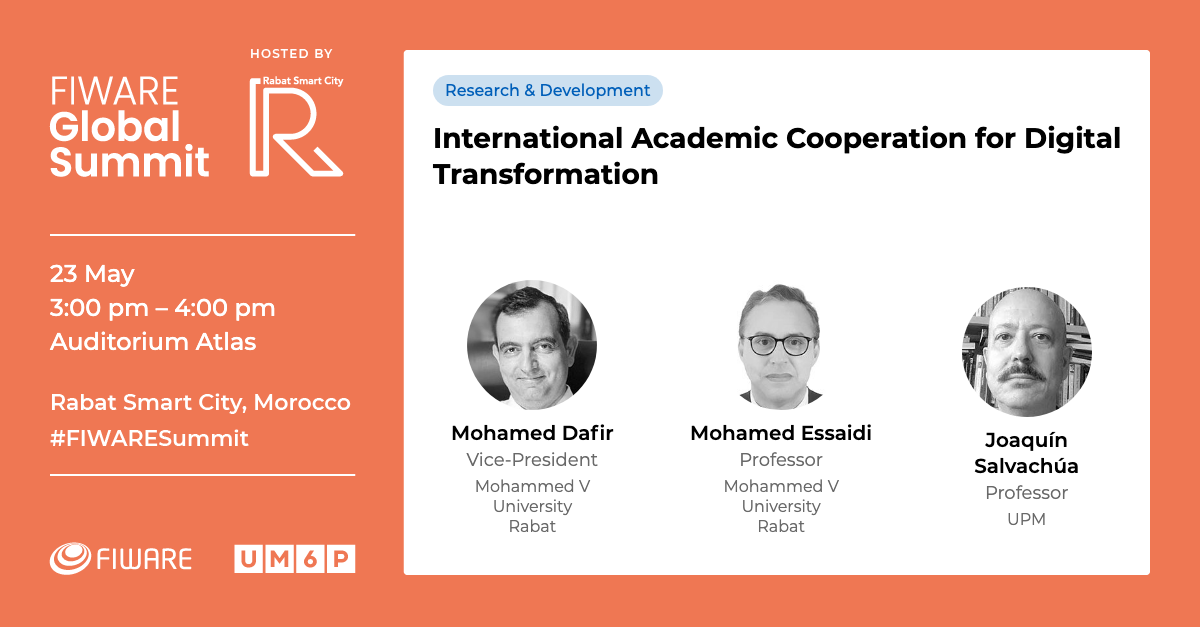 HOSTED BY
FIWARE
Global
Summit
Rabat Smart City
R
23 May
3:00 pm – 4:00 pm
Auditorium Atlas
Rabat Smart City, Morocco
#FIWARESummit
FIWARE
UM6P
Research & Development
International Academic Cooperation for Digital
Transformation
Mohamed Dafir
Vice-President
Mohammed V
University
Rabat
Mohamed Essaidi
Professor
Mohammed V
University
Rabat
Joaquín
Salvachúa
Professor
UPM